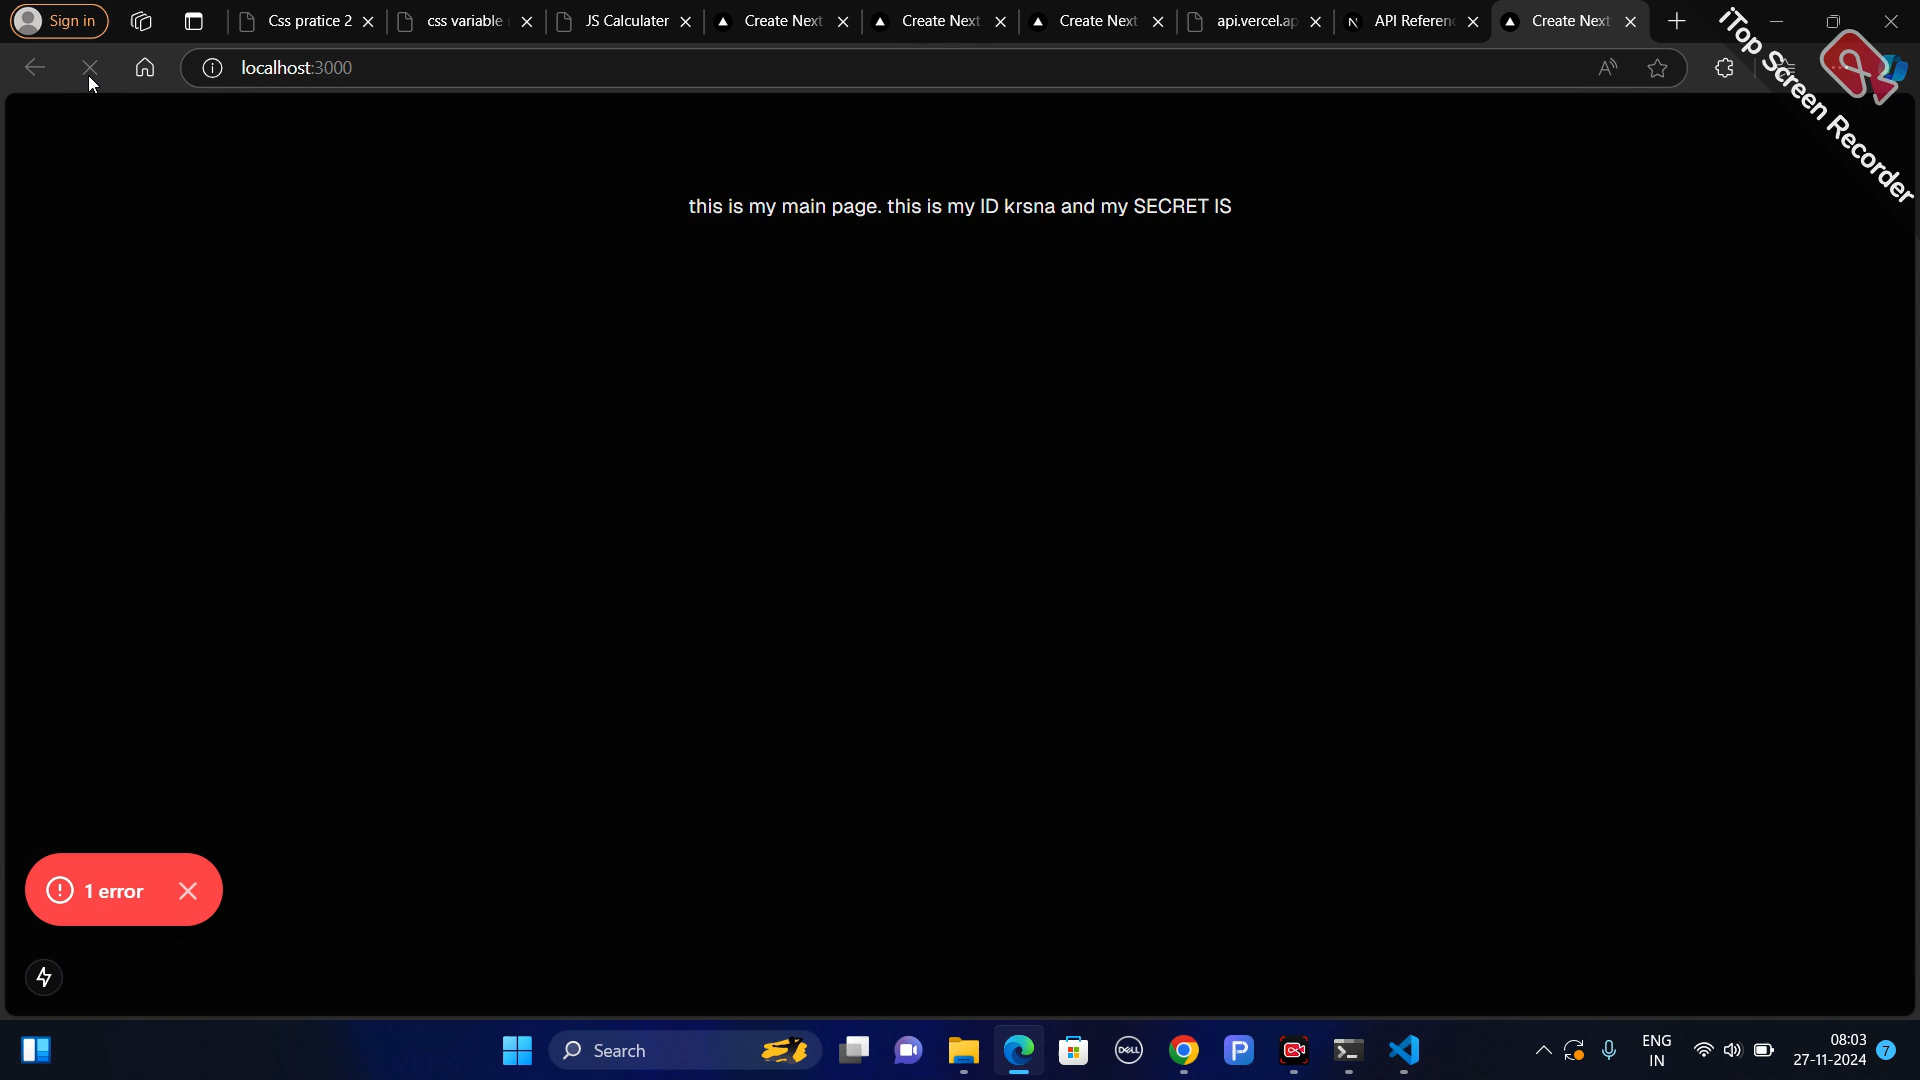 Sign in
Css pratice 2
css variable
JS Calculater
Create Next
Create Next
Create Next
api.vercel.ap
API Referenc
Create Next
localhost:3000
iTop Screen Recorder
this is my main page. this is my ID krsna and my SECRET IS
1 error
Search
DELL
ENG
IN
08:03
27-11-2024
7